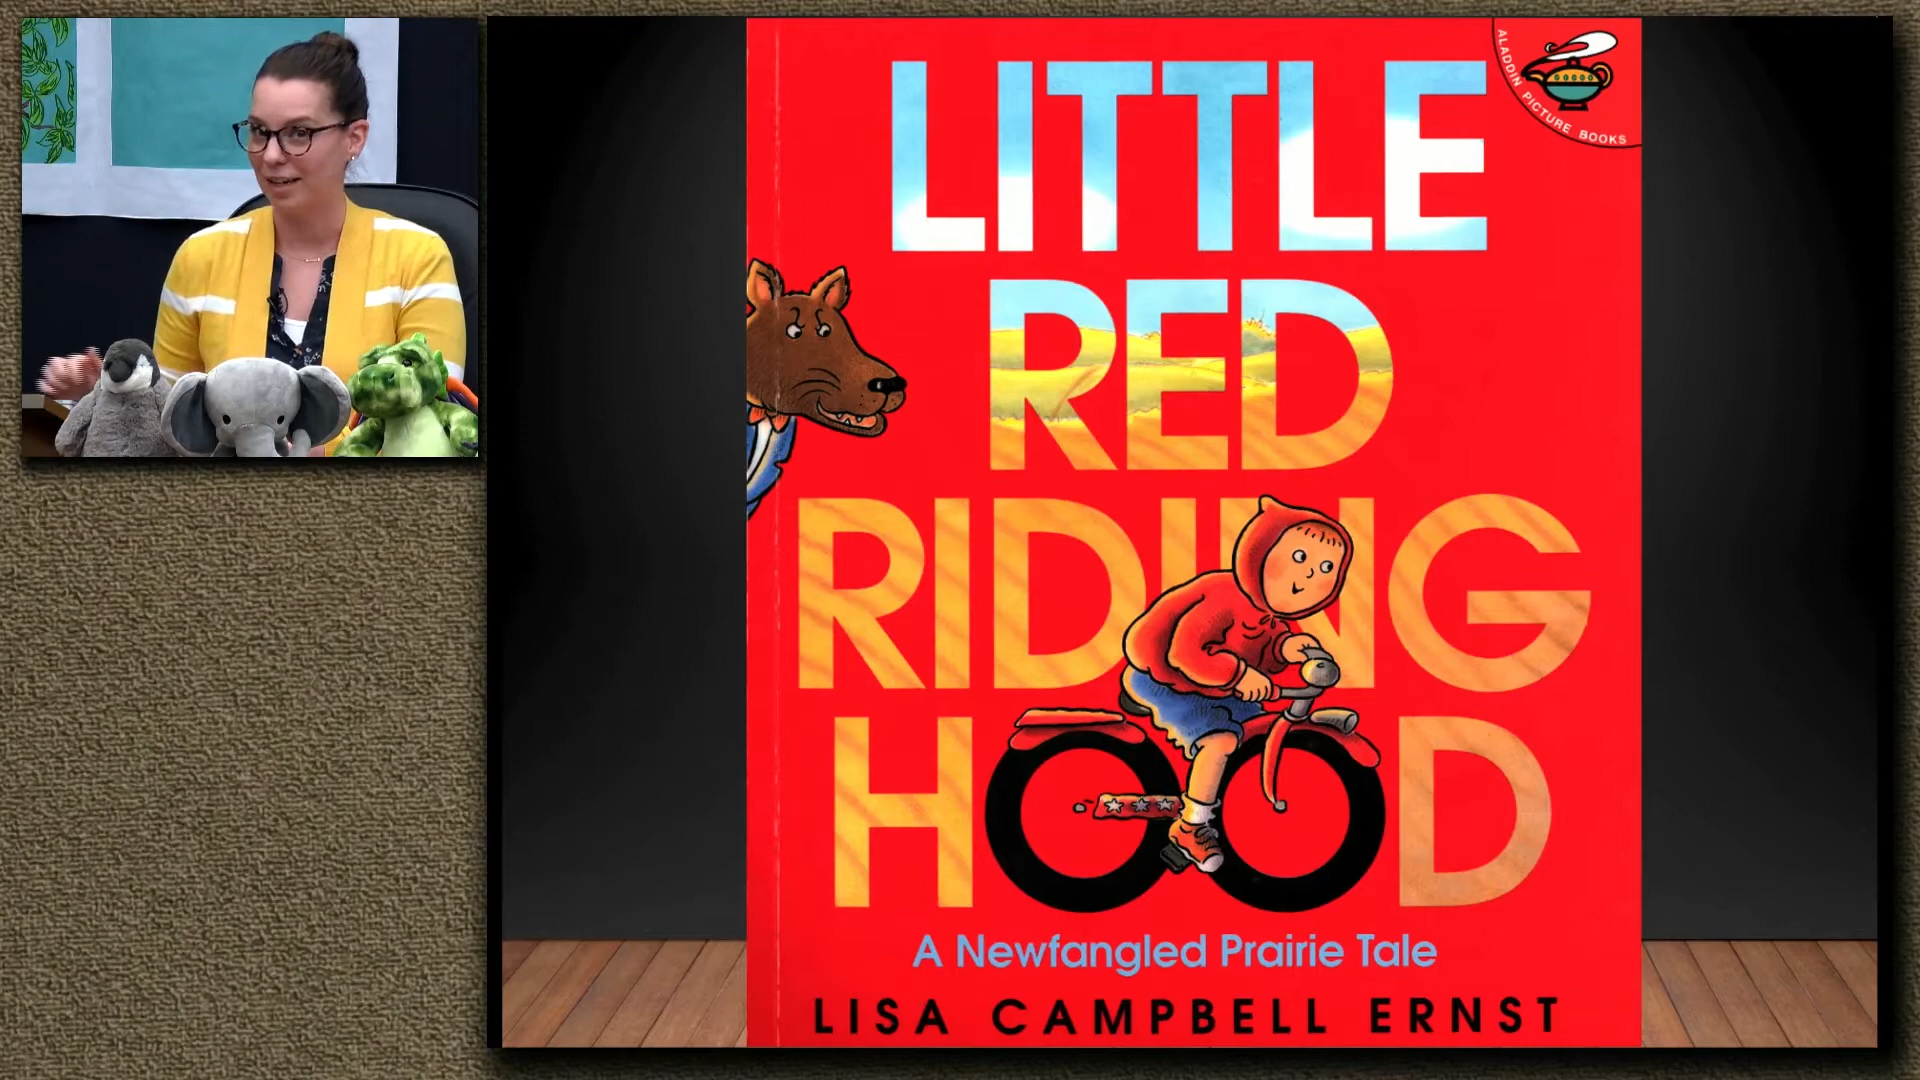 LITTLE
RED
RIDING
HOOD
A Newfangled Prairie Tale
LISA CAMPBELL ERNST
ALADDIN PICTURE BOOKS